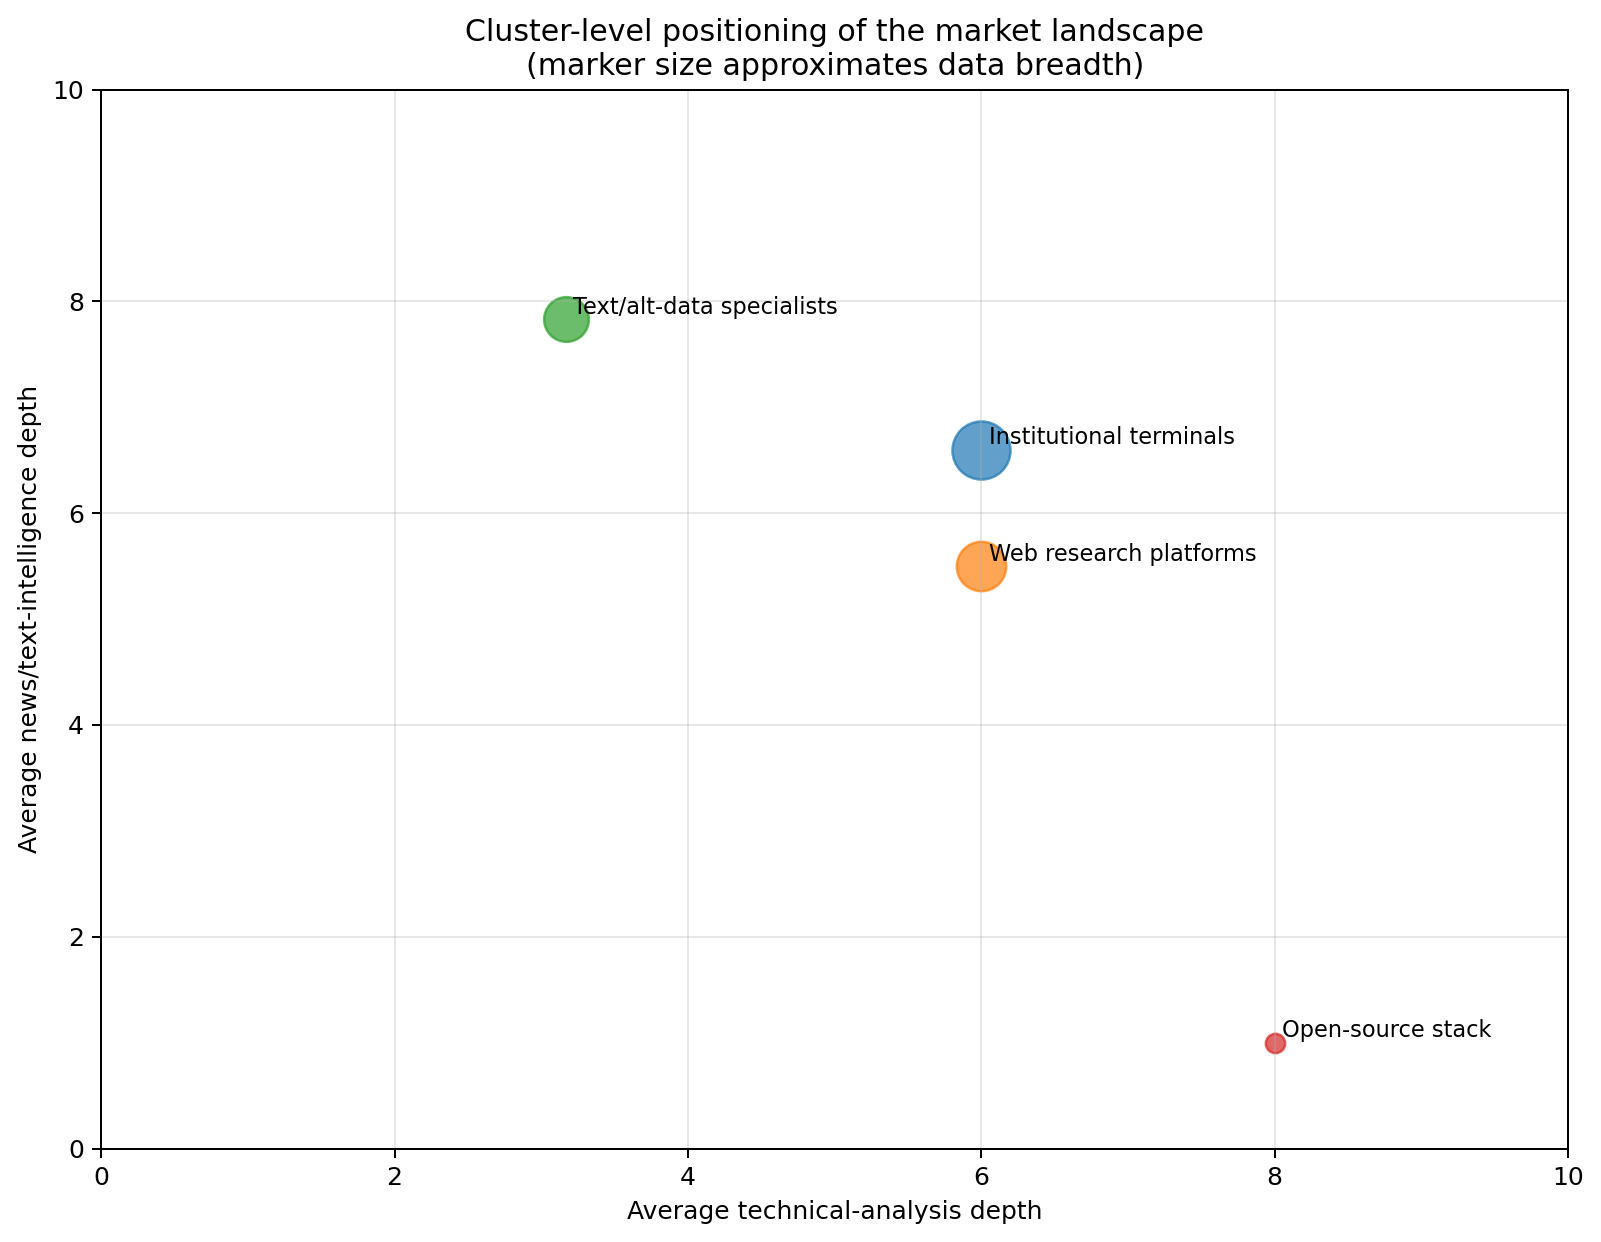 Cluster-level positioning of the market landscape
(marker size approximates data breadth)
10
8
6
4
2
0
Average news/text-intelligence depth
Text/alt-data specialists
Institutional terminals
Web research platforms
Open-source stack
0 2 4 6 8 10
Average technical-analysis depth